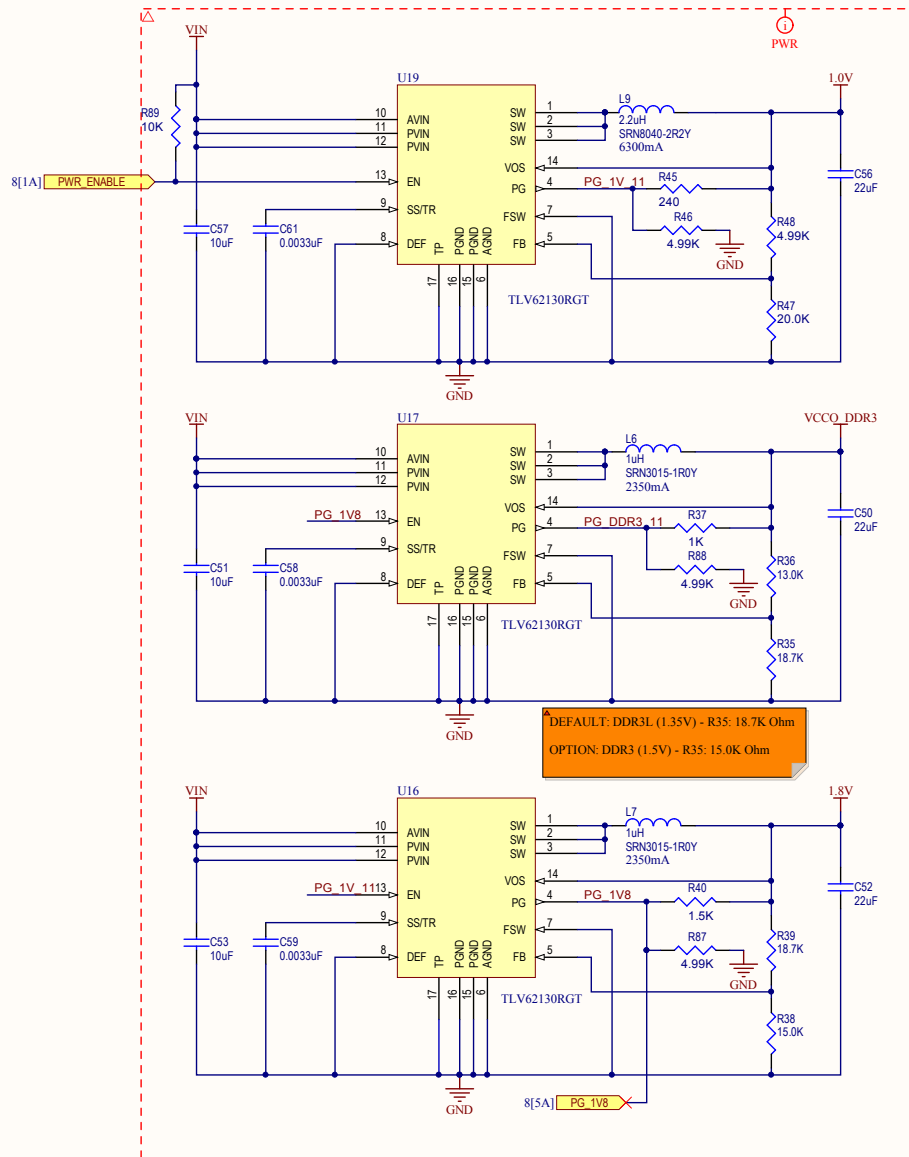 PWR
VIN
U19
R89
10K
8[1A] PWR_ENABLE
10 AVIN
11 PVIN
12 PVIN
13 EN
9 SS/TR
8 DEF
SW 1
SW 2
SW 3
VOS 14
PG 4
FSW 7
FB 5
TP PGND PGND AGND
17 16 15 6
TLV62130RGT
L9
2.2uH
SRN8040-2R2Y
6300mA
1.0V
PG_1V_11
R45
240
R46
4.99K
GND
R48
4.99K
R47
20.0K
C56
22uF
C57
10uF
C61
0.0033uF
GND
VIN
U17
10 AVIN
11 PVIN
12 PVIN
PG_1V8 13 EN
9 SS/TR
8 DEF
SW 1
SW 2
SW 3
VOS 14
PG 4
FSW 7
FB 5
TP PGND PGND AGND
17 16 15 6
TLV62130RGT
L6
1uH
SRN3015-1R0Y
2350mA
VCCO_DDR3
PG_DDR3_11
R37
1K
R88
4.99K
GND
R36
13.0K
R35
18.7K
C50
22uF
C51
10uF
C58
0.0033uF
GND
DEFAULT: DDR3L (1.35V) - R35: 18.7K Ohm
OPTION: DDR3 (1.5V) - R35: 15.0K Ohm
VIN
U16
10 AVIN
11 PVIN
12 PVIN
PG_1V_11 13 EN
9 SS/TR
8 DEF
SW 1
SW 2
SW 3
VOS 14
PG 4
FSW 7
FB 5
TP PGND PGND AGND
17 16 15 6
TLV62130RGT
L7
1uH
SRN3015-1R0Y
2350mA
1.8V
PG_1V8
R40
1.5K
R87
4.99K
GND
R39
18.7K
R38
15.0K
C52
22uF
C53
10uF
C59
0.0033uF
GND
8[5A] PG_1V8